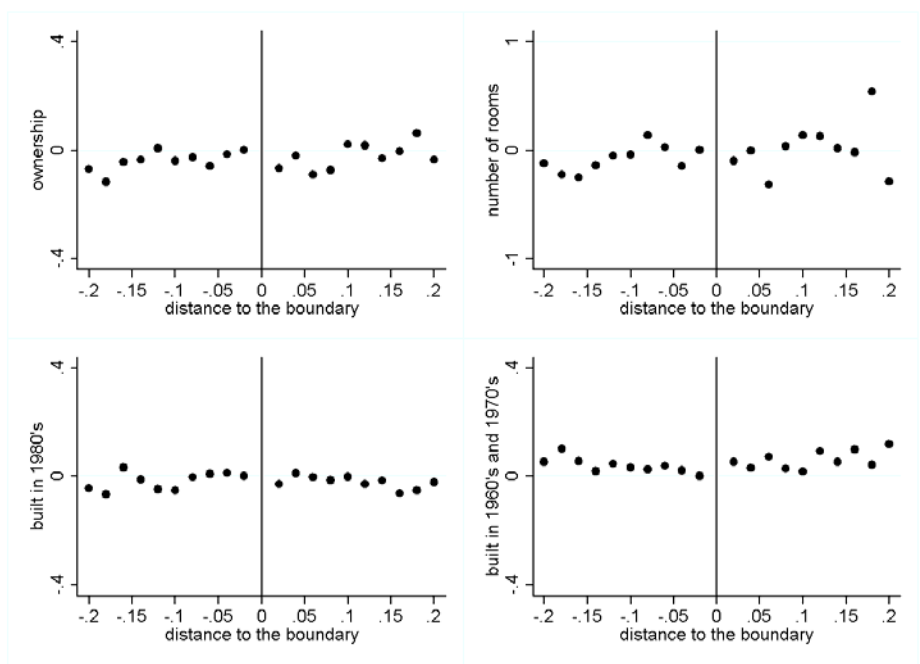 ownership
.4
0
-.4
-.2 -.15 -.1 -.05 0 .05 .1 .15 .2
distance to the boundary
number of rooms
1
0
-1
-.2 -.15 -.1 -.05 0 .05 .1 .15 .2
distance to the boundary
built in 1980's
.4
0
-.4
-.2 -.15 -.1 -.05 0 .05 .1 .15 .2
distance to the boundary
built in 1960's and 1970's
.4
0
-.4
-.2 -.15 -.1 -.05 0 .05 .1 .15 .2
distance to the boundary